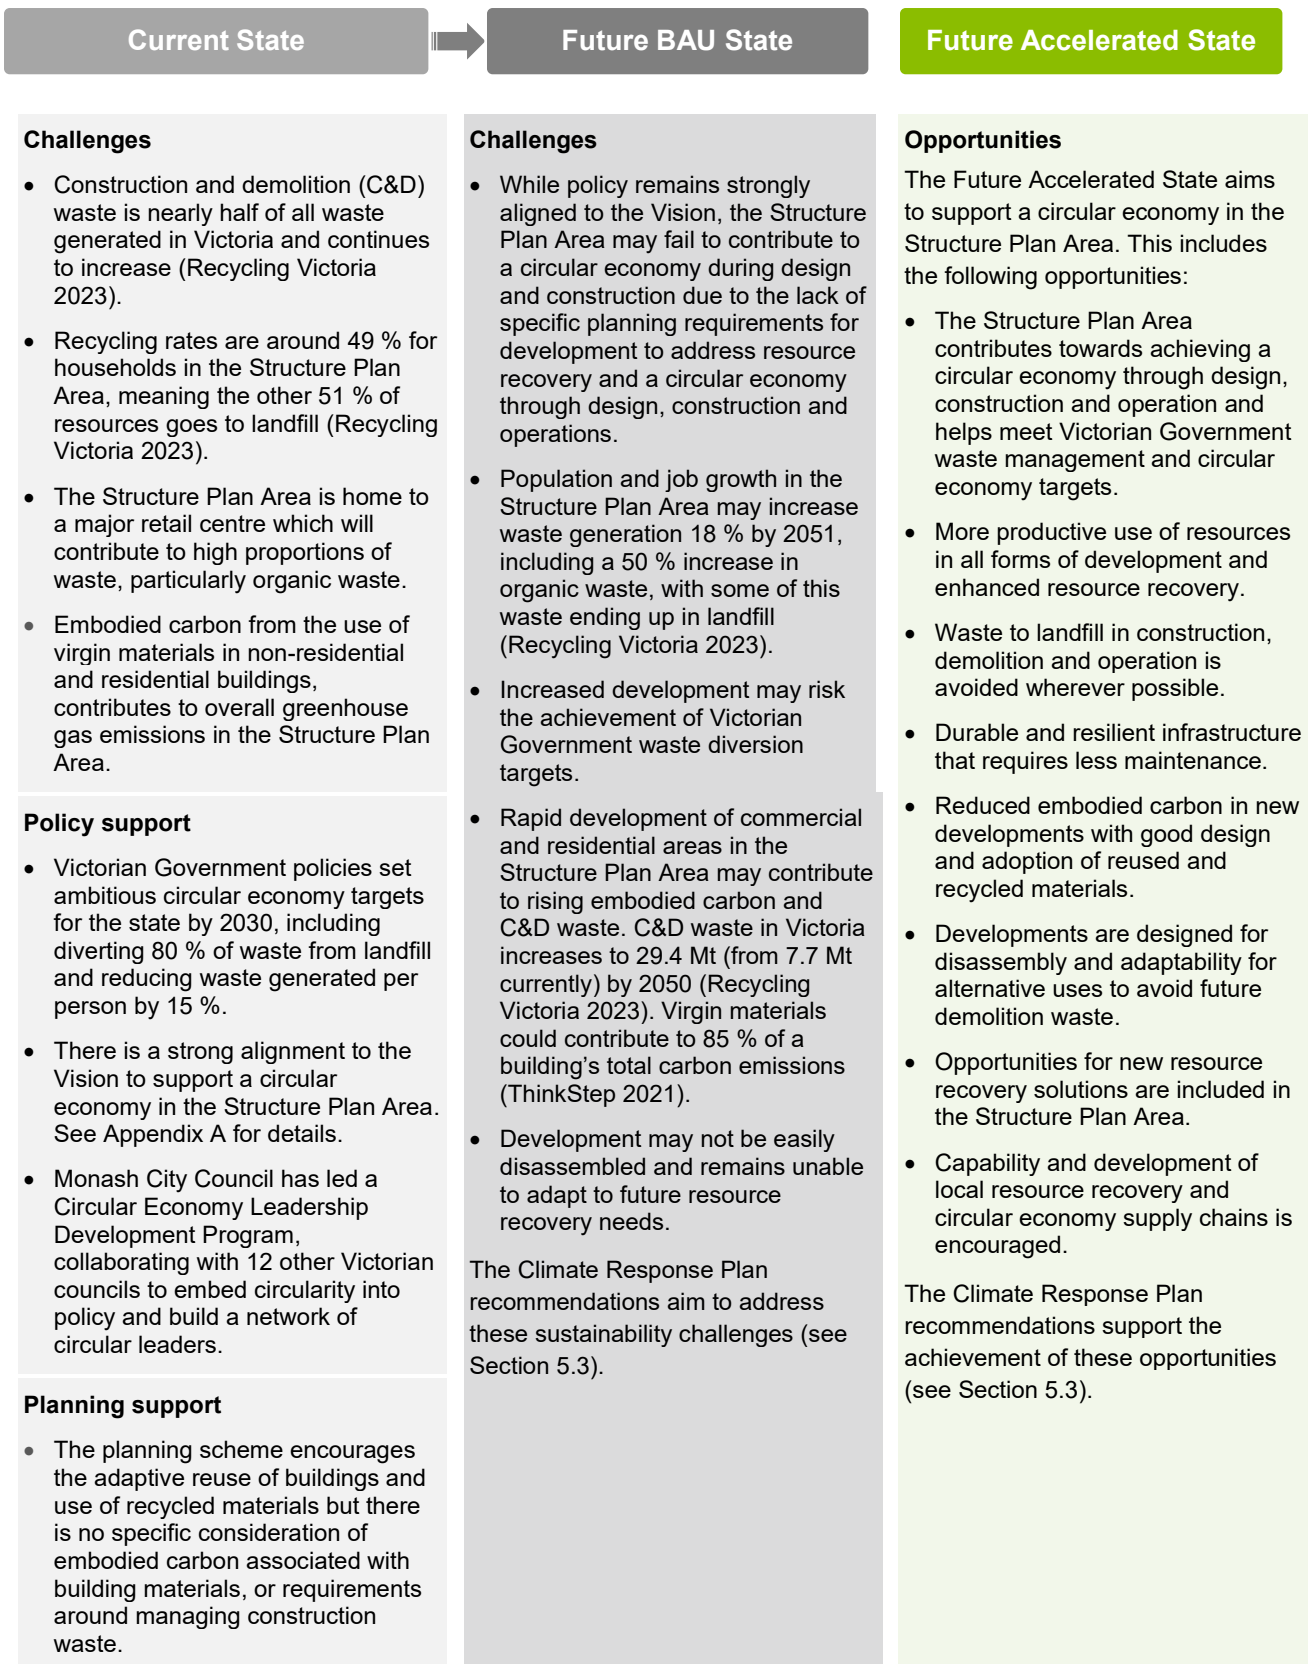 Current State
Future BAU State
Future Accelerated State
Challenges
• Construction and demolition (C&D)
waste is nearly half of all waste
generated in Victoria and continues
to increase (Recycling Victoria
2023).
• Recycling rates are around 49 % for
households in the Structure Plan
Area, meaning the other 51 % of
resources goes to landfill (Recycling
Victoria 2023).
• The Structure Plan Area is home to
a major retail centre which will
contribute to high proportions of
waste, particularly organic waste.
• Embodied carbon from the use of
virgin materials in non-residential
and residential buildings,
contributes to overall greenhouse
gas emissions in the Structure Plan
Area.
Policy support
• Victorian Government policies set
ambitious circular economy targets
for the state by 2030, including
diverting 80 % of waste from landfill
and reducing waste generated per
person by 15 %.
• There is a strong alignment to the
Vision to support a circular
economy in the Structure Plan Area.
See Appendix A for details.
• Monash City Council has led a
Circular Economy Leadership
Development Program,
collaborating with 12 other Victorian
councils to embed circularity into
policy and build a network of
circular leaders.
Planning support
• The planning scheme encourages
the adaptive reuse of buildings and
use of recycled materials but there
is no specific consideration of
embodied carbon associated with
building materials, or requirements
around managing construction
waste.
Challenges
• While policy remains strongly
aligned to the Vision, the Structure
Plan Area may fail to contribute to
a circular economy during design
and construction due to the lack of
specific planning requirements for
development to address resource
recovery and a circular economy
through design, construction and
operations.
• Population and job growth in the
Structure Plan Area may increase
waste generation 18 % by 2051,
including a 50 % increase in
organic waste, with some of this
waste ending up in landfill
(Recycling Victoria 2023).
• Increased development may risk
the achievement of Victorian
Government waste diversion
targets.
• Rapid development of commercial
and residential areas in the
Structure Plan Area may contribute
to rising embodied carbon and
C&D waste. C&D waste in Victoria
increases to 29.4 Mt (from 7.7 Mt
currently) by 2050 (Recycling
Victoria 2023). Virgin materials
could contribute to 85 % of a
building's total carbon emissions
(ThinkStep 2021).
• Development may not be easily
disassembled and remains unable
to adapt to future resource
recovery needs.
The Climate Response Plan
recommendations aim to address
these sustainability challenges (see
Section 5.3).
Opportunities
The Future Accelerated State aims
to support a circular economy in the
Structure Plan Area. This includes
the following opportunities:
• The Structure Plan Area
contributes towards achieving a
circular economy through design,
construction and operation and
helps meet Victorian Government
waste management and circular
economy targets.
• More productive use of resources
in all forms of development and
enhanced resource recovery.
• Waste to landfill in construction,
demolition and operation is
avoided wherever possible.
• Durable and resilient infrastructure
that requires less maintenance.
• Reduced embodied carbon in new
developments with good design
and adoption of reused and
recycled materials.
• Developments are designed for
disassembly and adaptability for
alternative uses to avoid future
demolition waste.
• Opportunities for new resource
recovery solutions are included in
the Structure Plan Area.
• Capability and development of
local resource recovery and
circular economy supply chains is
encouraged.
The Climate Response Plan
recommendations support the
achievement of these opportunities
(see Section 5.3).